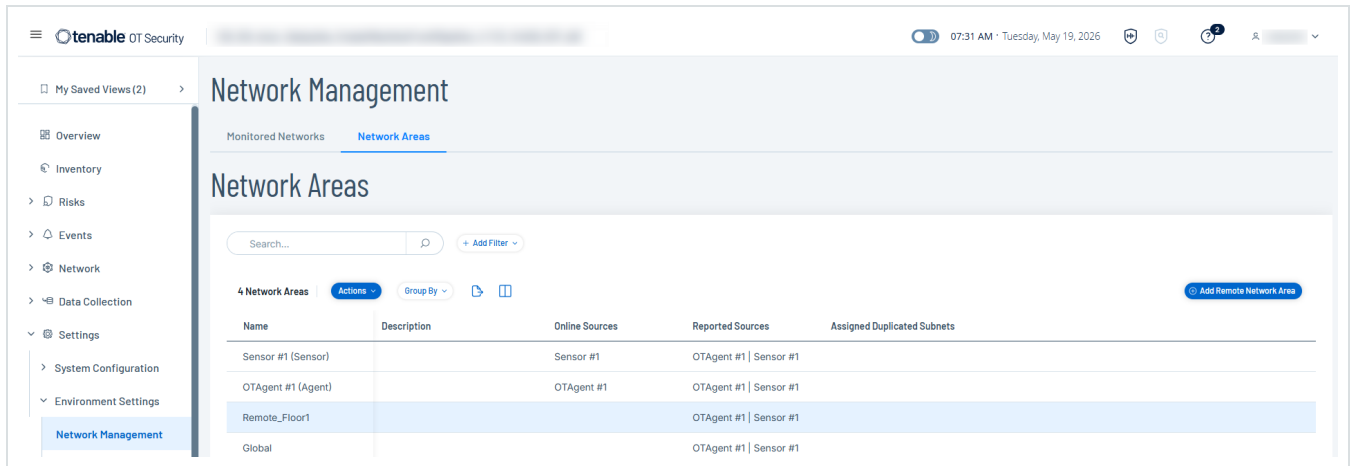 tenable OT Security
07:31 AM · Tuesday, May 19, 2026
2
My Saved Views (2)
Overview
Inventory
Risks
Events
Network
Data Collection
Settings
System Configuration
Environment Settings
Network Management
Network Management
Monitored Networks Network Areas
Network Areas
Search...
+ Add Filter
4 Network Areas Actions Group By Add Remote Network Area
Name Description Online Sources Reported Sources Assigned Duplicated Subnets
Sensor #1 (Sensor) Sensor #1 OTAgent #1 | Sensor #1
OTAgent #1 (Agent) OTAgent #1 OTAgent #1 | Sensor #1
Remote_Floor1 OTAgent #1 | Sensor #1
Global OTAgent #1 | Sensor #1